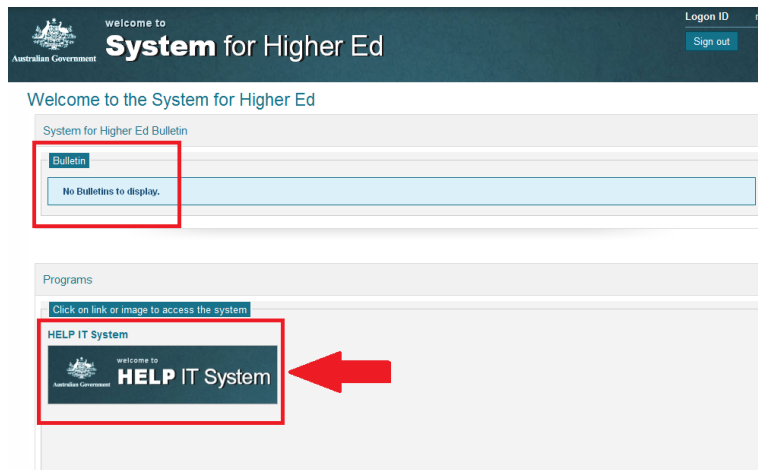 welcome to
System for Higher Ed
Australian Government
Logon ID
Sign out
Welcome to the System for Higher Ed
System for Higher Ed Bulletin
Bulletin
No Bulletins to display.
Programs
Click on link or image to access the system
HELP IT System
welcome to
HELP IT System
Australian Government